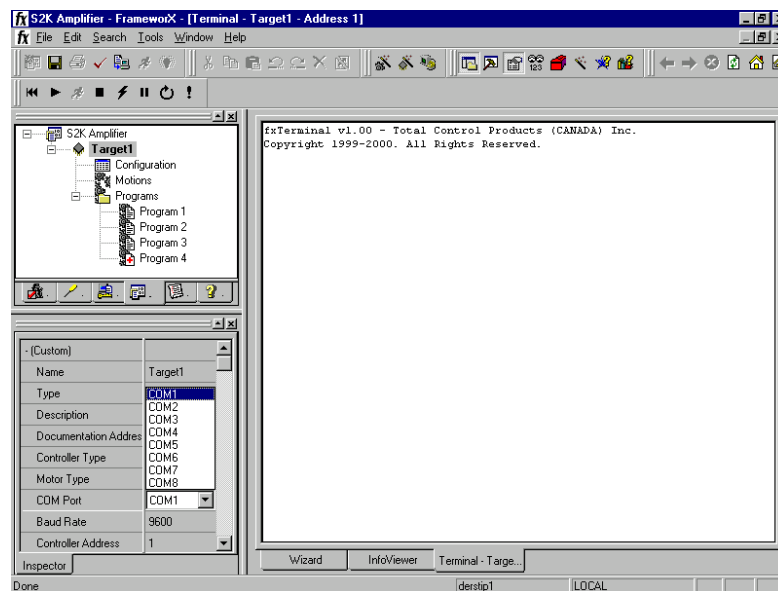 fx S2K Amplifier - FrameworX - [Terminal - Target1 - Address 1]
fx File Edit Search Tools Window Help
123
S2K Amplifier
Target1
Configuration
Motions
Programs
Program 1
Program 2
Program 3
Program 4
fxTerminal v1.00 - Total Control Products (CANADA) Inc.
Copyright 1999-2000. All Rights Reserved.
- (Custom)
Name Target1
Type COM1
COM2
Description COM3
Documentation Addres COM4
COM5
Controller Type COM6
Motor Type COM7
COM8
COM Port COM1
Baud Rate 9600
Controller Address 1
Inspector
Wizard InfoViewer Terminal - Targe...
Done derstip1 LOCAL